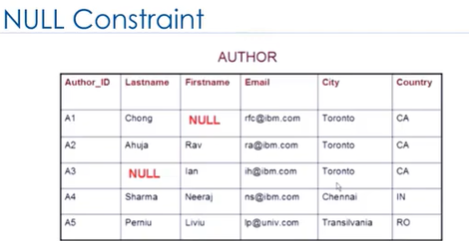 NULL Constraint
AUTHOR
Author_ID Lastname Firstname Email City Country
A1 Chong NULL rfc@ibm.com Toronto CA
A2 Ahuja Rav ra@ibm.com Toronto CA
A3 NULL Ian ih@ibm.com Toronto CA
A4 Sharma Neeraj ns@ibm.com Chennai IN
A5 Perniu Liviu lp@univ.com Transilvania RO